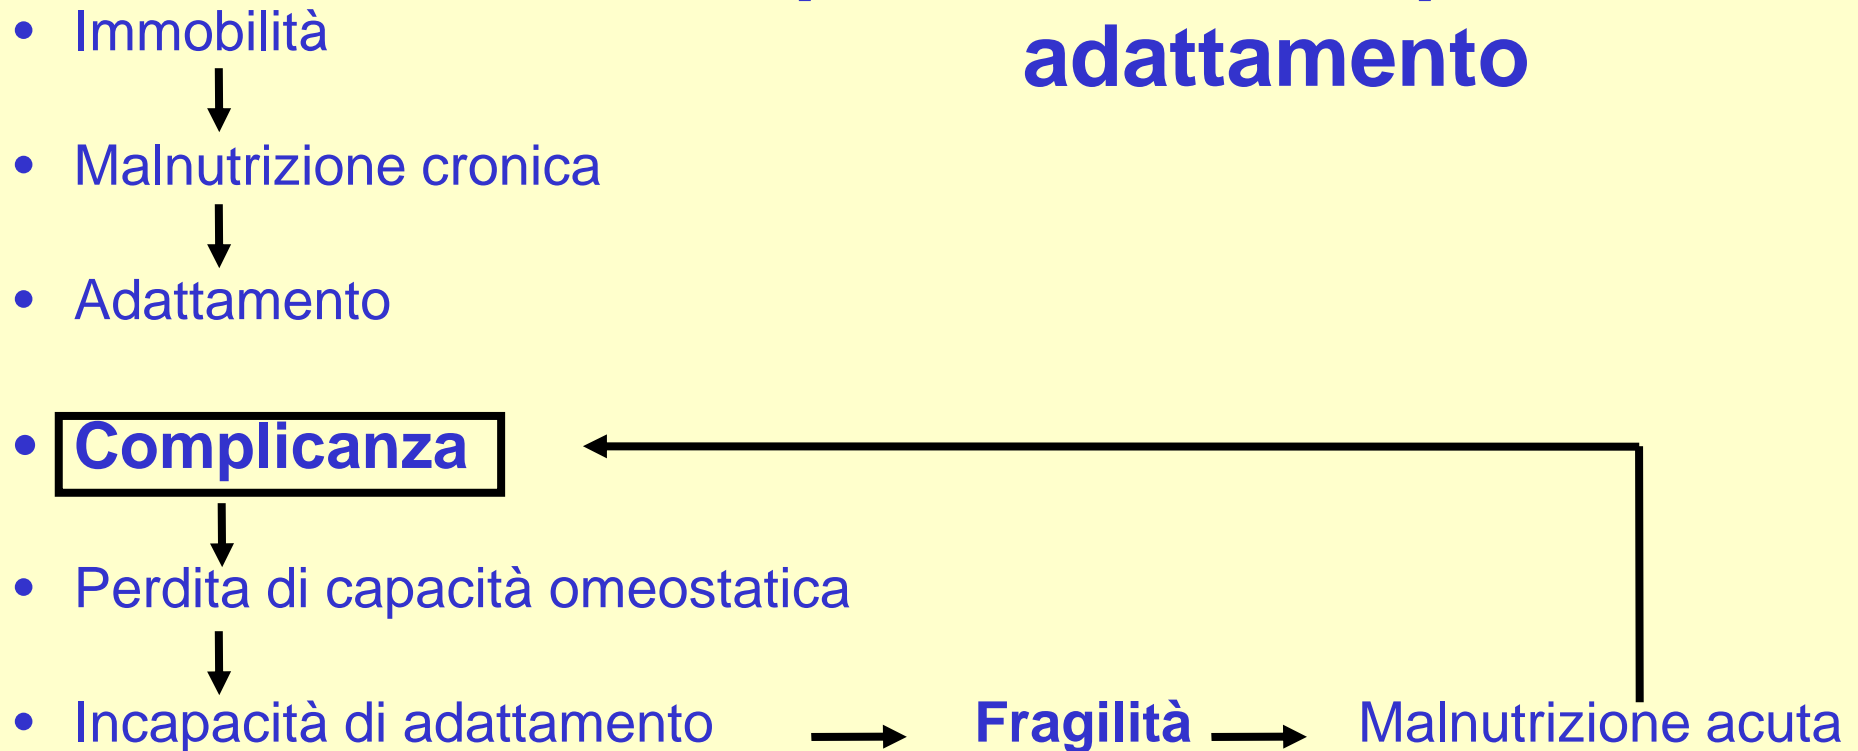 adattamento
• Immobilità
• Malnutrizione cronica
• Adattamento
• Complicanza
• Perdita di capacità omeostatica
• Incapacità di adattamento Fragilità Malnutrizione acuta